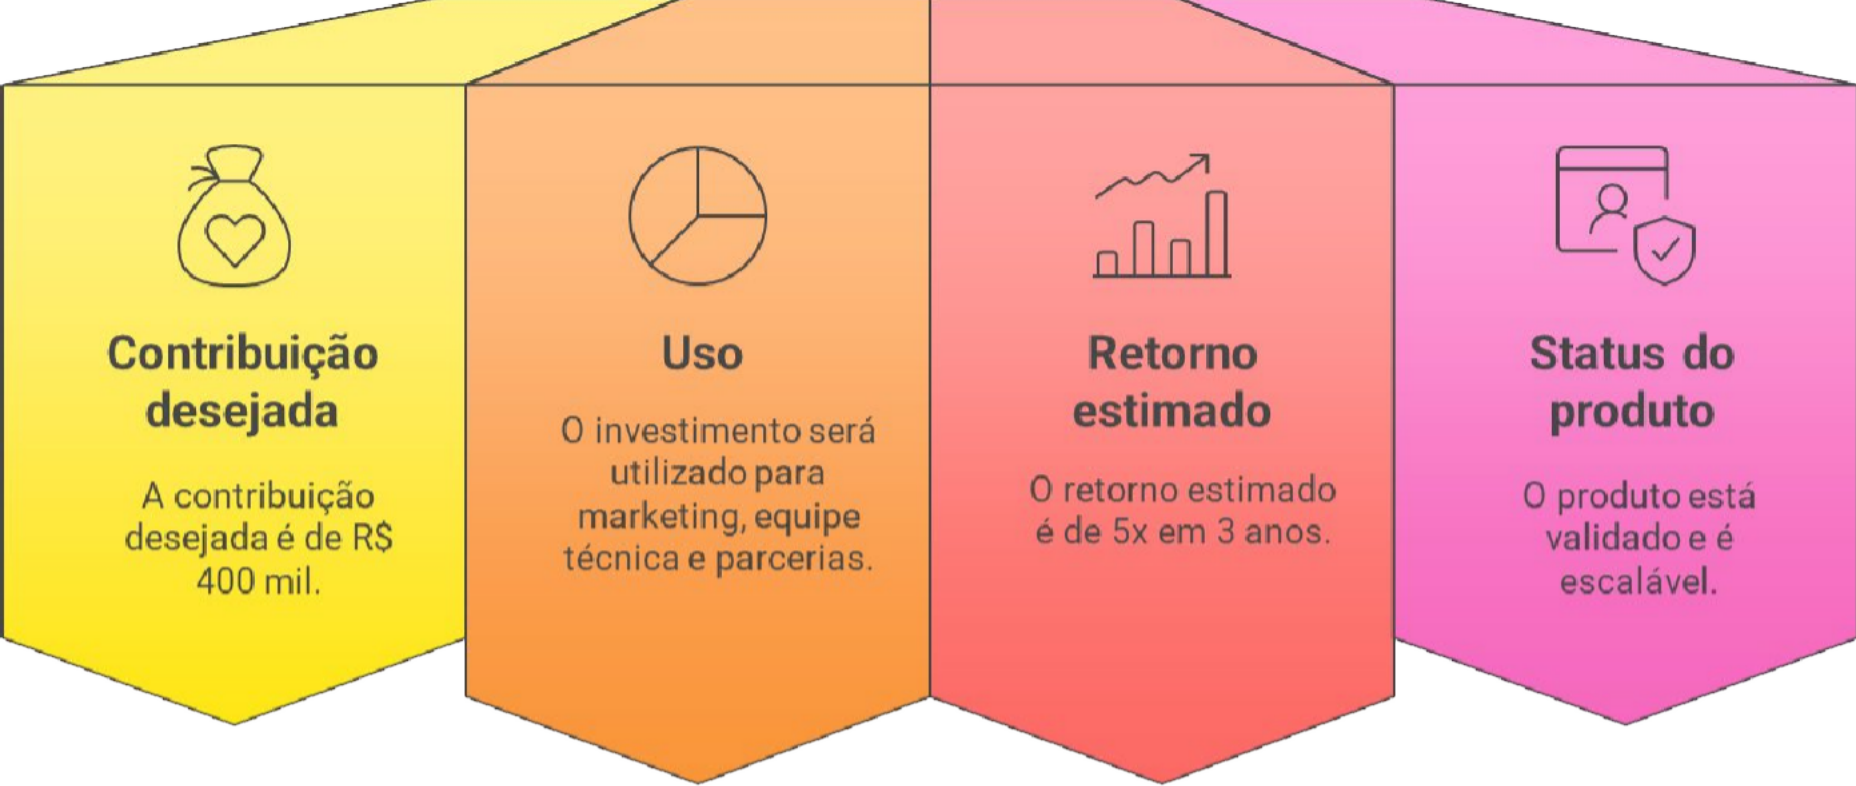 Contribuição
desejada
A contribuição
desejada é de R$
400 mil.
Uso
O investimento será
utilizado para
marketing, equipe
técnica e parcerias.
Retorno
estimado
O retorno estimado
é de 5x em 3 anos.
Status do
produto
O produto está
validado e é
escalável.